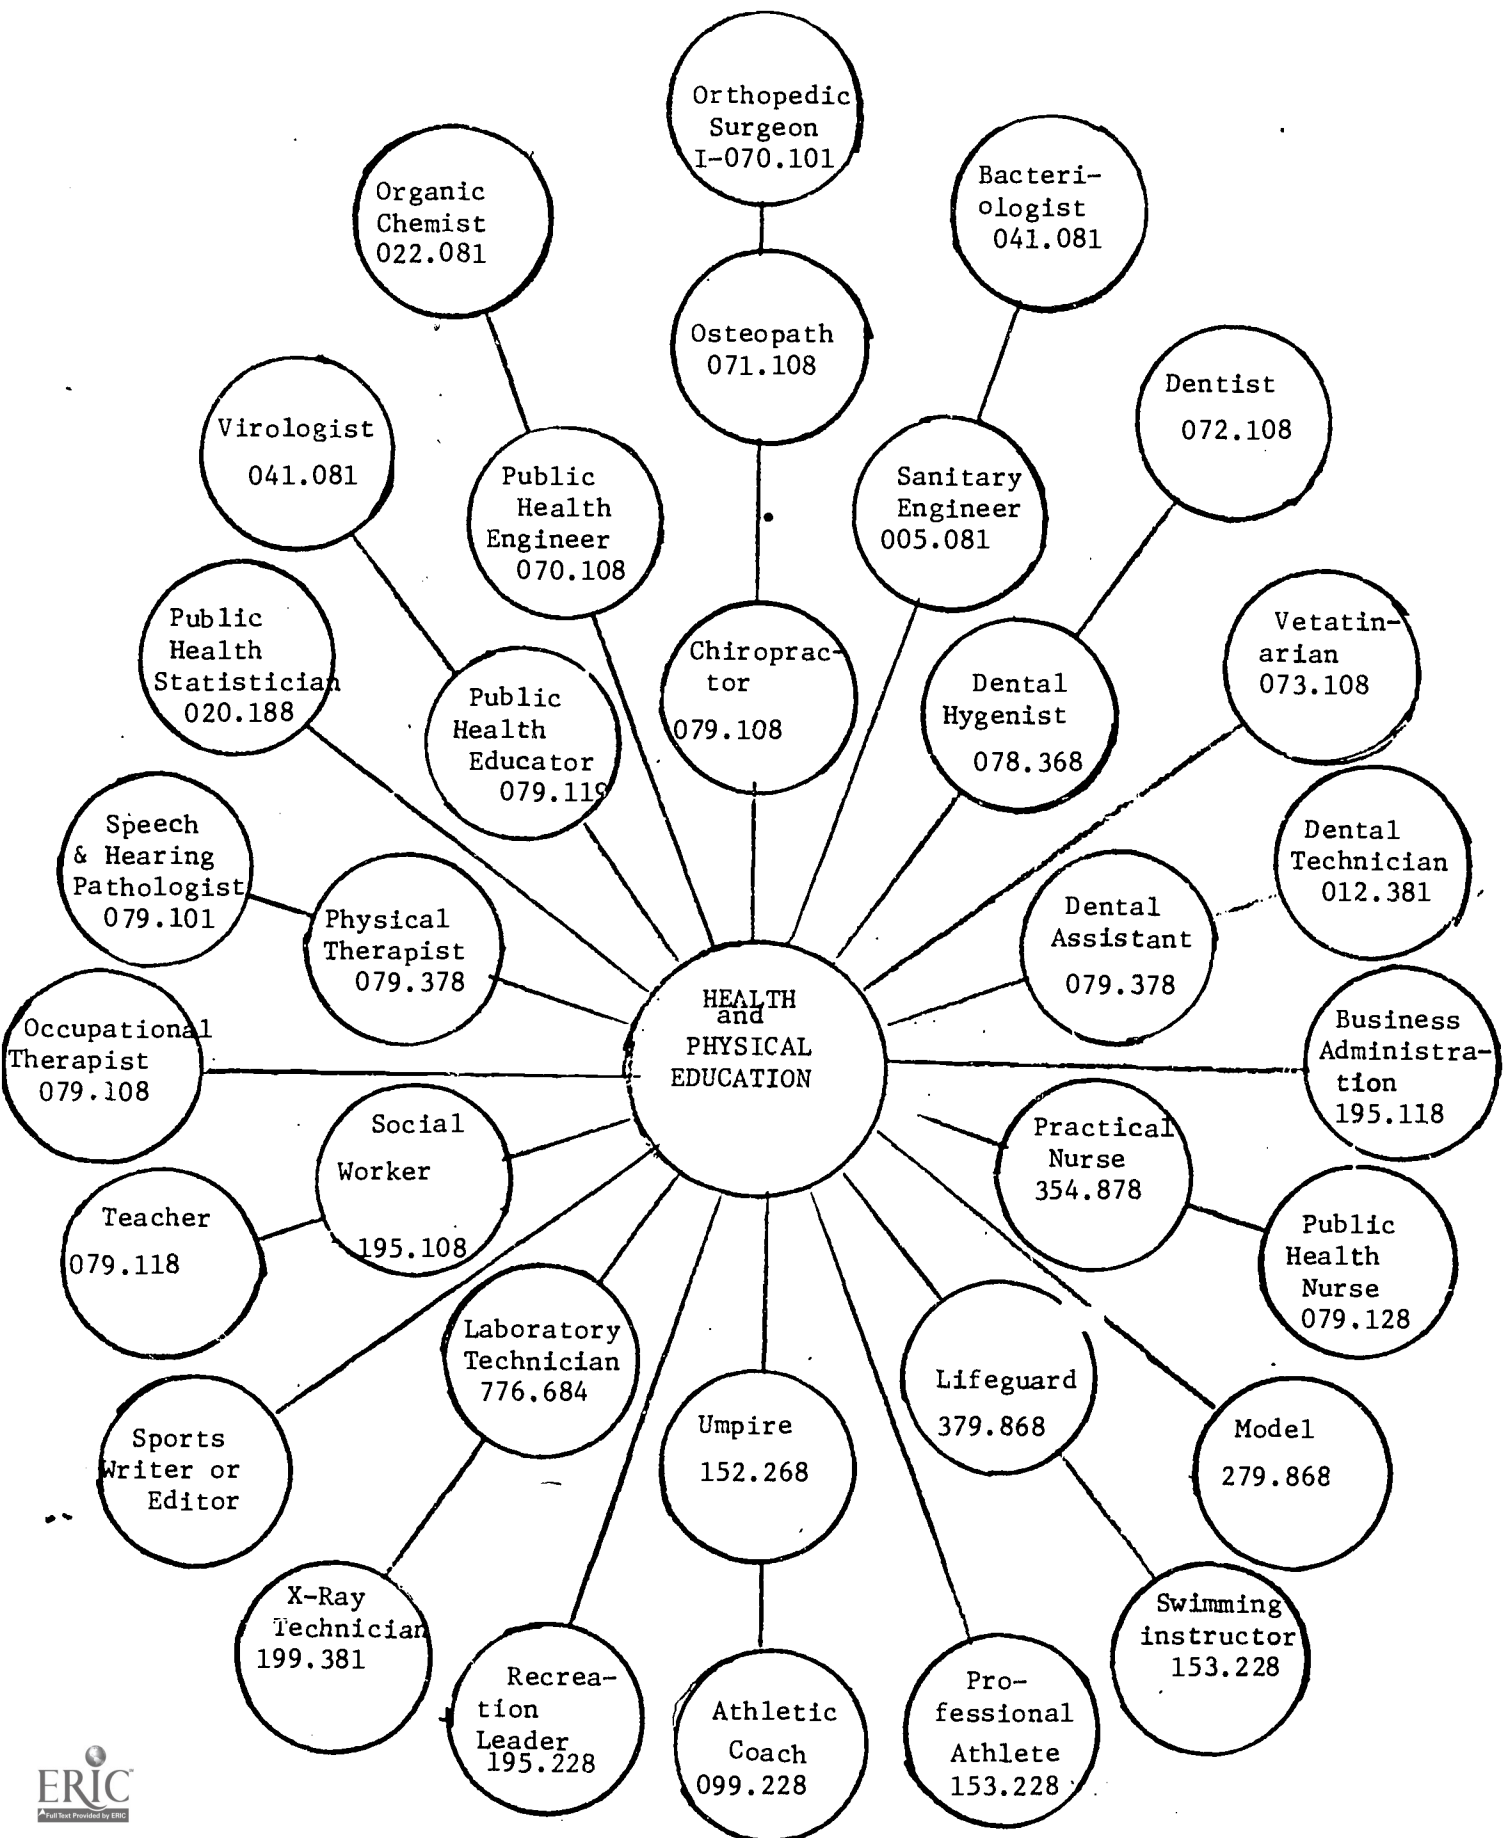 Orthopedic
Surgeon
I-070.101
Organic
Chemist
022.081
Bacteri-
ologist
041.081
Osteopath
071.108
Dentist
072.108
Virologist
041.081
Public
Health
Engineer
070.108
Sanitary
Engineer
005.081
Public
Health
Statistician
020.188
Public
Health
Educator
079.119
Chiroprac-
tor
079.108
Dental
Hygenist
078.368
Vetatin-
arian
073.108
Speech
& Hearing
Pathologist
079.101
Physical
Therapist
079.378
Dental
Assistant
079.378
Dental
Technician
012.381
Occupational
Therapist
079.108
HEALTH
and
PHYSICAL
EDUCATION
Business
Administra-
tion
195.118
Social
Worker
195.108
Practical
Nurse
354.878
Teacher
079.118
Public
Health
Nurse
079.128
Laboratory
Technician
776.684
Lifeguard
379.868
Sports
Writer or
Editor
Umpire
152.268
Model
279.868
X-Ray
Technician
199.381
Swimming
instructor
153.228
Recrea-
tion
Leader
195.228
Athletic
Coach
099.228
Pro-
fessional
Athlete
153.228
ERIC
Full Text Provided by ERIC